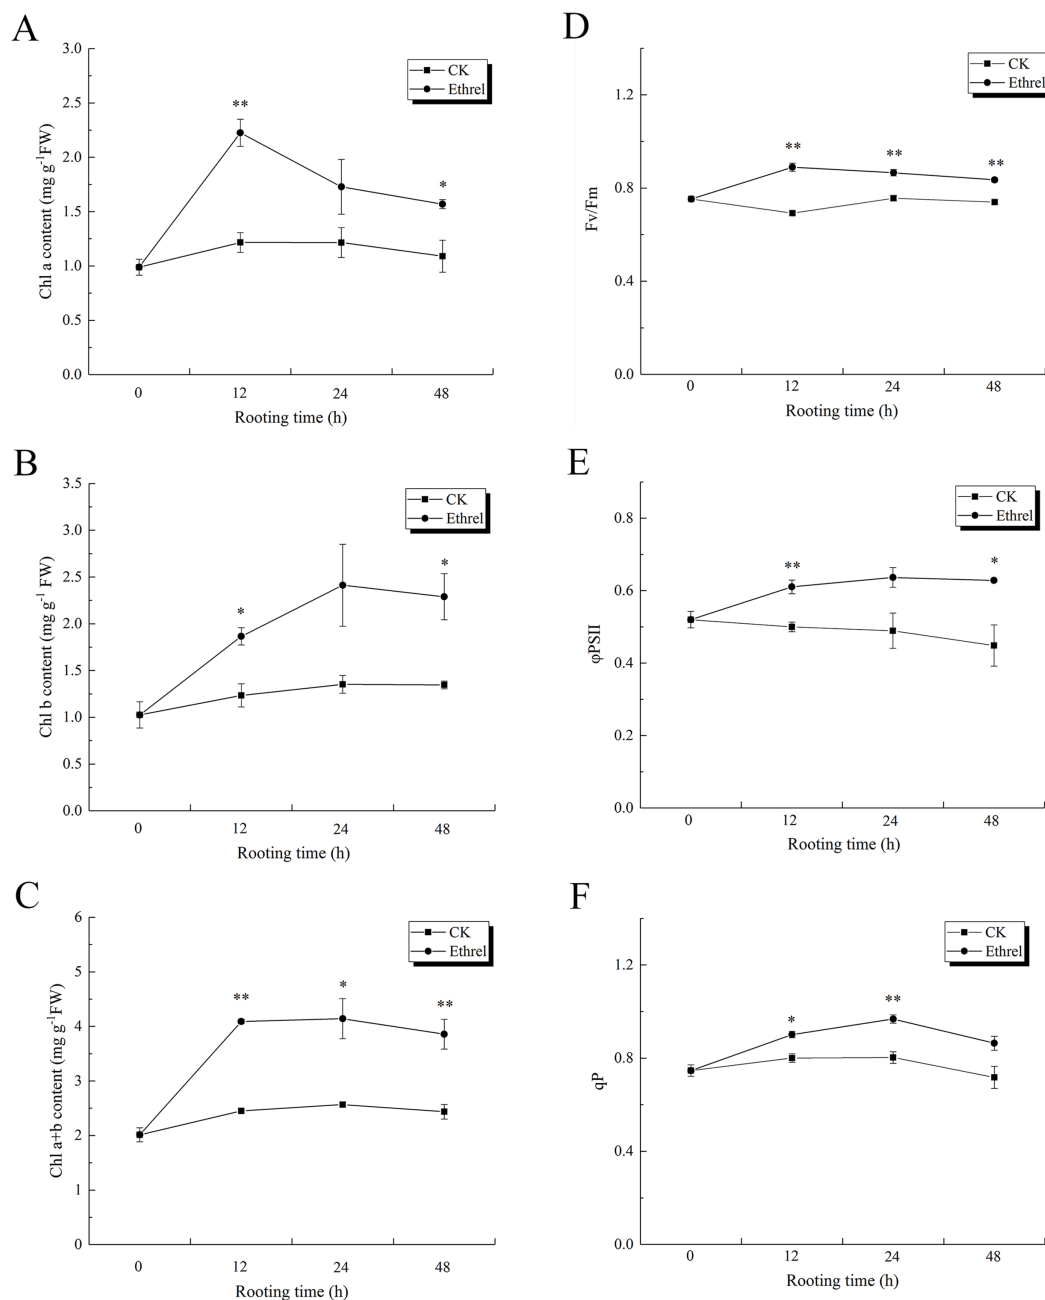 A
3.0
2.5
2.0
1.5
1.0
0.5
0.0
Chl a content (mg g⁻¹FW)
CK
Ethrel
**
*
0 12 24 48
Rooting time (h)
B
3.5
3.0
2.5
2.0
1.5
1.0
0.5
0.0
Chl b content (mg g⁻¹ FW)
CK
Ethrel
*
*
0 12 24 48
Rooting time (h)
C
6
5
4
3
2
1
0
Chl a+b content (mg g⁻¹FW)
CK
Ethrel
**
*
**
0 12 24 48
Rooting time (h)
D
1.2
0.8
0.4
0.0
Fv/Fm
CK
Ethrel
**
**
**
0 12 24 48
Rooting time (h)
E
0.8
0.6
0.4
0.2
0.0
φPSII
CK
Ethrel
**
*
0 12 24 48
Rooting time (h)
F
1.2
0.8
0.4
0.0
qP
CK
Ethrel
*
**
0 12 24 48
Rooting time (h)